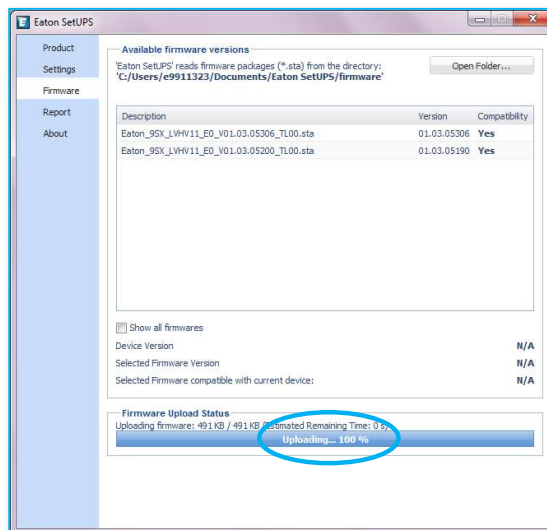 Eaton SetUPS
Product
Settings
Firmware
Report
About
Available firmware versions
'Eaton SetUPS' reads firmware packages (*.sta) from the directory:
'C:/Users/e9911323/Documents/Eaton SetUPS/firmware'
Open Folder...
Description Version Compatibility
Eaton_9SX_LVHV11_E0_V01.03.05306_TL00.sta 01.03.05306 Yes
Eaton_9SX_LVHV11_E0_V01.03.05200_TL00.sta 01.03.05190 Yes
Show all firmwares
Device Version N/A
Selected Firmware Version N/A
Selected Firmware compatible with current device: N/A
Firmware Upload Status
Uploading firmware: 491 KB / 491 KB (Estimated Remaining Time: 0 s)
Uploading... 100 %